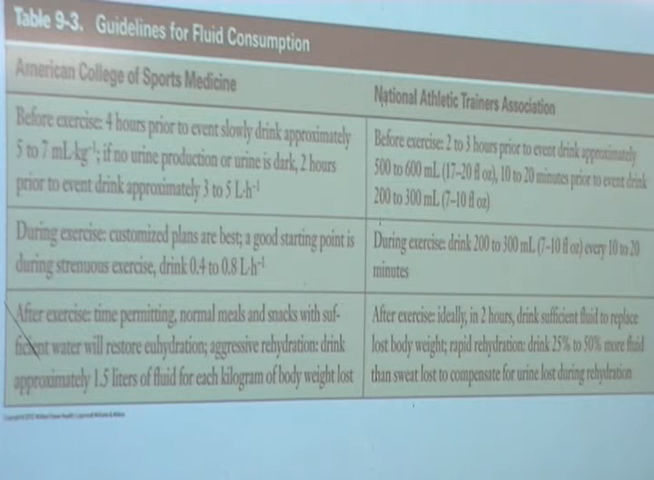 Table 9-3. Guidelines for Fluid Consumption
American College of Sports Medicine
Before exercise: 4 hours prior to event slowly drink approximately
5 to 7 mL·kg⁻¹; if no urine production or urine is dark, 2 hours
prior to event drink approximately 3 to 5 L·h⁻¹
National Athletic Trainers Association
Before exercise: 2 to 3 hours prior to event drink approximately
500 to 600 mL (17–20 fl oz), 10 to 20 minutes prior to event drink
200 to 300 mL (7–10 fl oz)
During exercise: customized plans are best; a good starting point is
during strenuous exercise, drink 0.4 to 0.8 L·h⁻¹
During exercise: drink 200 to 300 mL (7–10 fl oz) every 10 to 20
minutes
After exercise: time permitting, normal meals and snacks with suf-
ficient water will restore euhydration; aggressive rehydration: drink
approximately 1.5 liters of fluid for each kilogram of body weight lost
After exercise: ideally, in 2 hours, drink sufficient fluid to replace
lost body weight; rapid rehydration: drink 25% to 50% more fluid
than sweat lost to compensate for urine lost during rehydration